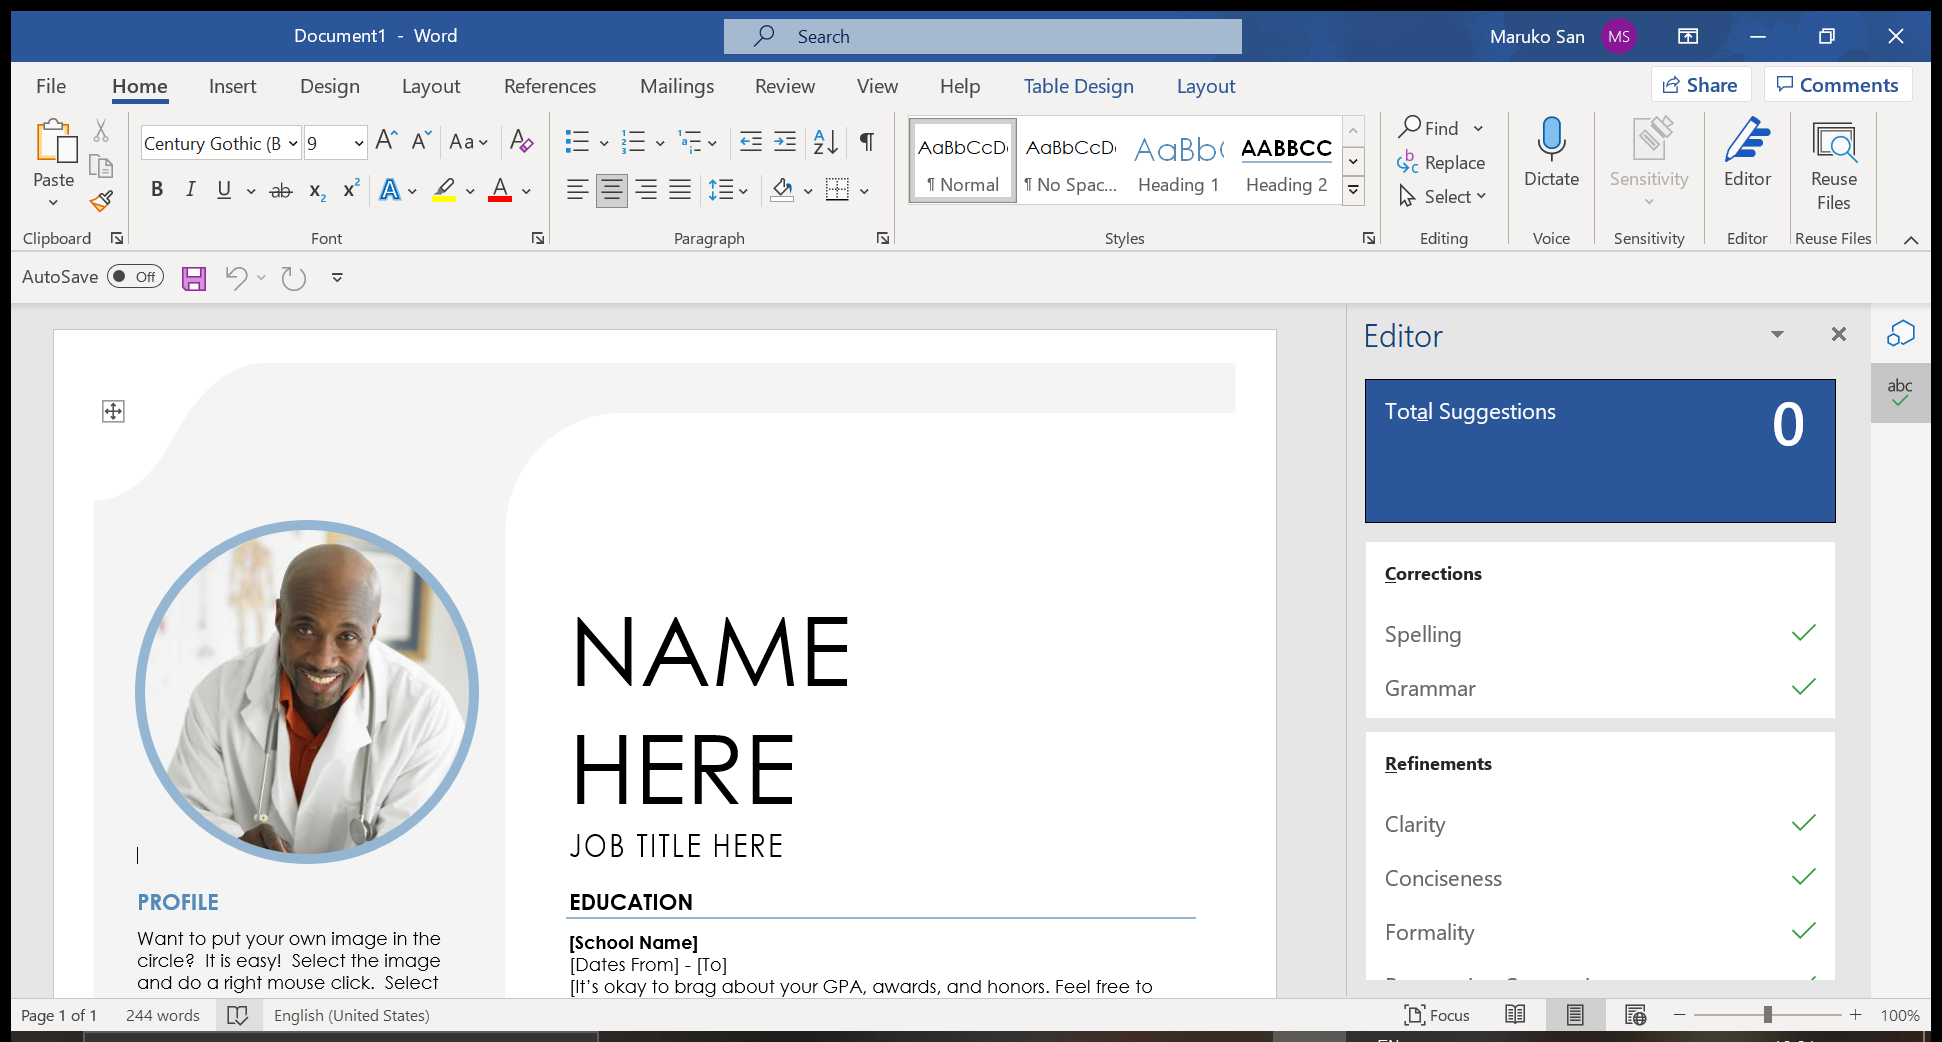 Document1 - Word
Search
Maruko San
MS
File
Home
Insert
Design
Layout
References
Mailings
Review
View
Help
Table Design
Layout
Share
Comments
Paste
Clipboard
Century Gothic (B
9
Aa
B I U ab x2 x2 A A
Font
Paragraph
AaBbCcD
¶ Normal
AaBbCcD
¶ No Spac...
AaBb(
Heading 1
AABBCC
Heading 2
Styles
Find
Replace
Select
Editing
Dictate
Voice
Sensitivity
Sensitivity
Editor
Editor
Reuse
Files
Reuse Files
AutoSave
Off
NAME
HERE
JOB TITLE HERE
PROFILE
Want to put your own image in the
circle? It is easy! Select the image
and do a right mouse click. Select
EDUCATION
[School Name]
[Dates From] - [To]
[It's okay to brag about your GPA, awards, and honors. Feel free to
Editor
Total Suggestions
0
Corrections
Spelling
Grammar
Refinements
Clarity
Conciseness
Formality
abc
Page 1 of 1
244 words
English (United States)
Focus
100%